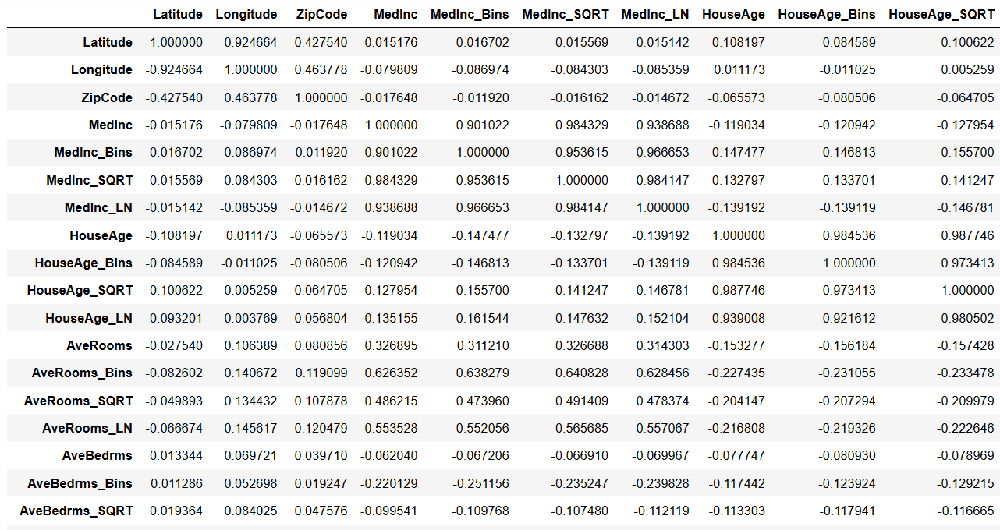 Latitude Longitude ZipCode MedInc MedInc_Bins MedInc_SQRT MedInc_LN HouseAge HouseAge_Bins HouseAge_SQRT
Latitude 1.000000 -0.924664 -0.427540 -0.015176 -0.016702 -0.015569 -0.015142 -0.108197 -0.084589 -0.100622
Longitude -0.924664 1.000000 0.463778 -0.079809 -0.086974 -0.084303 -0.085359 0.011173 -0.011025 0.005259
ZipCode -0.427540 0.463778 1.000000 -0.017648 -0.011920 -0.016162 -0.014672 -0.065573 -0.080506 -0.064705
MedInc -0.015176 -0.079809 -0.017648 1.000000 0.901022 0.984329 0.938688 -0.119034 -0.120942 -0.127954
MedInc_Bins -0.016702 -0.086974 -0.011920 0.901022 1.000000 0.953615 0.966653 -0.147477 -0.146813 -0.155700
MedInc_SQRT -0.015569 -0.084303 -0.016162 0.984329 0.953615 1.000000 0.984147 -0.132797 -0.133701 -0.141247
MedInc_LN -0.015142 -0.085359 -0.014672 0.938688 0.966653 0.984147 1.000000 -0.139192 -0.139119 -0.146781
HouseAge -0.108197 0.011173 -0.065573 -0.119034 -0.147477 -0.132797 -0.139192 1.000000 0.984536 0.987746
HouseAge_Bins -0.084589 -0.011025 -0.080506 -0.120942 -0.146813 -0.133701 -0.139119 0.984536 1.000000 0.973413
HouseAge_SQRT -0.100622 0.005259 -0.064705 -0.127954 -0.155700 -0.141247 -0.146781 0.987746 0.973413 1.000000
HouseAge_LN -0.093201 0.003769 -0.056804 -0.135155 -0.161544 -0.147632 -0.152104 0.939008 0.921612 0.980502
AveRooms -0.027540 0.106389 0.080856 0.326895 0.311210 0.326688 0.314303 -0.153277 -0.156184 -0.157428
AveRooms_Bins -0.082602 0.140672 0.119099 0.626352 0.638279 0.640828 0.628456 -0.227435 -0.231055 -0.233478
AveRooms_SQRT -0.049893 0.134432 0.107878 0.486215 0.473960 0.491409 0.478374 -0.204147 -0.207294 -0.209979
AveRooms_LN -0.066674 0.145617 0.120479 0.553528 0.552056 0.565685 0.557067 -0.216808 -0.219326 -0.222646
AveBedrms 0.013344 0.069721 0.039710 -0.062040 -0.067206 -0.066910 -0.069967 -0.077747 -0.080930 -0.078969
AveBedrms_Bins 0.011286 0.052698 0.019247 -0.220129 -0.251156 -0.235247 -0.239828 -0.117442 -0.123924 -0.129215
AveBedrms_SQRT 0.019364 0.084025 0.047576 -0.099541 -0.109768 -0.107480 -0.112119 -0.113303 -0.117941 -0.116665